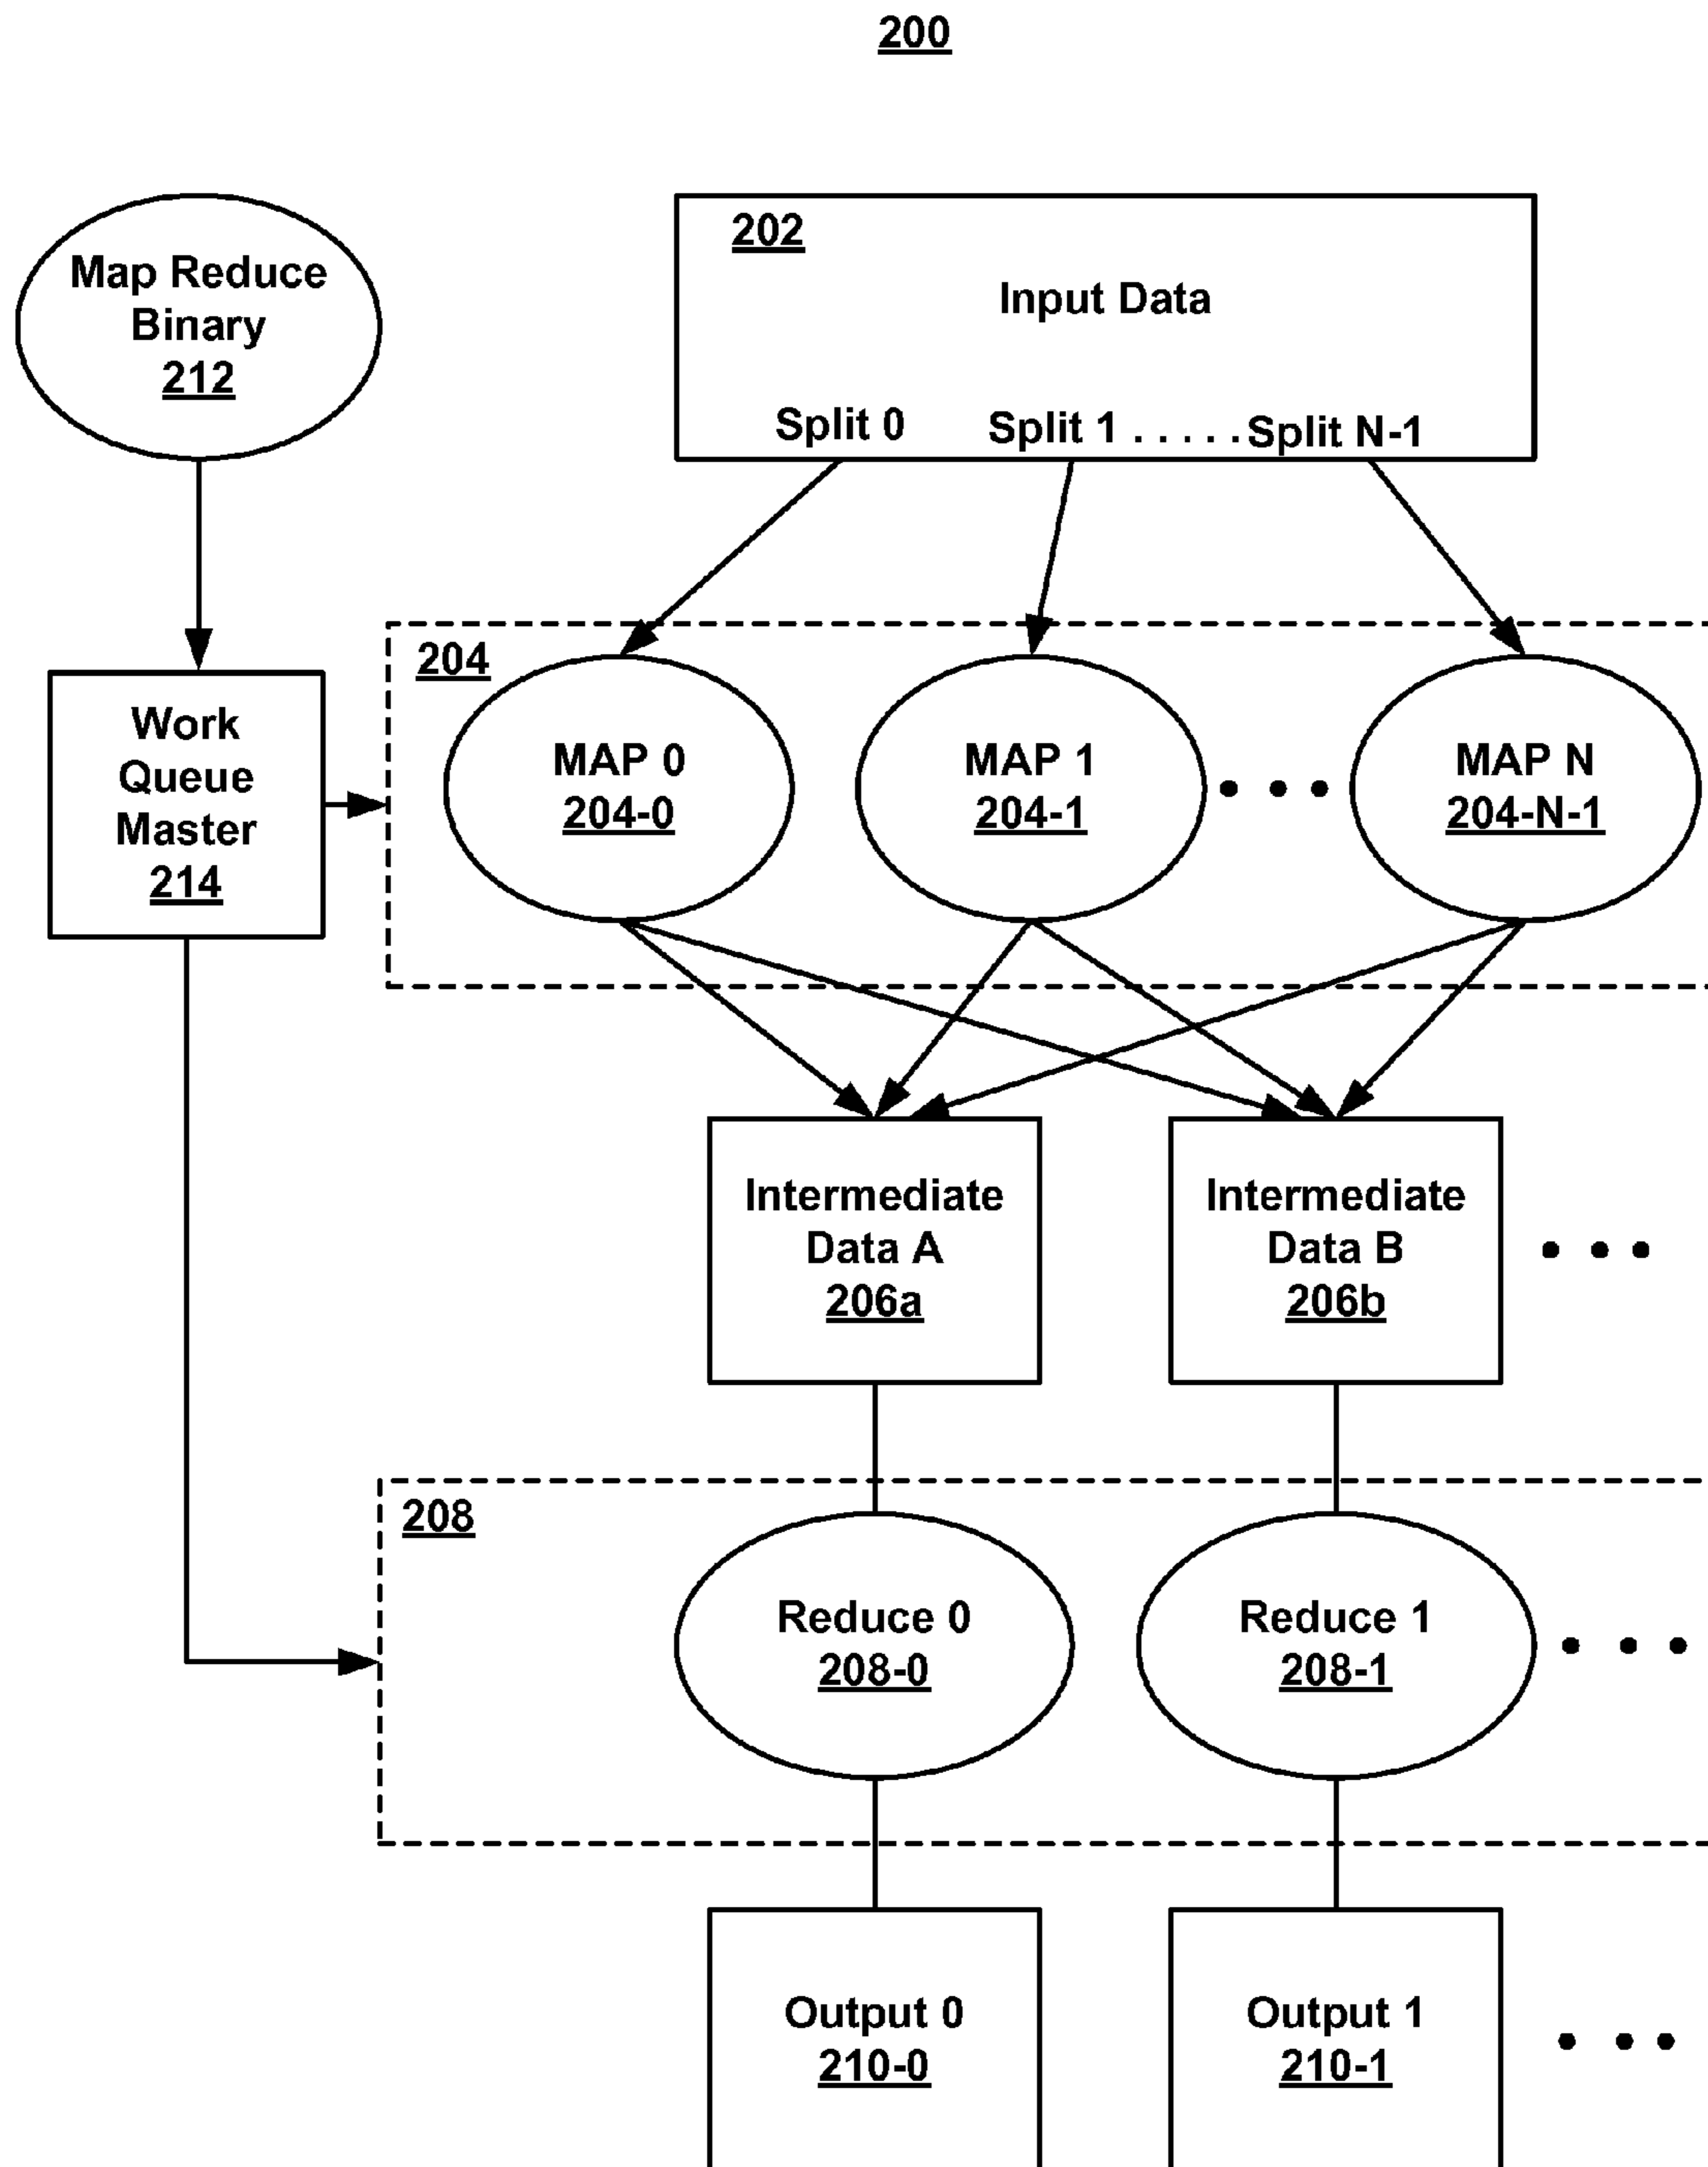 200
Map Reduce
Binary
212
202
Input Data
Split 0 Split 1 . . . . . Split N-1
Work
Queue
Master
214
204
MAP 0
204-0
MAP 1
204-1
MAP N
204-N-1
Intermediate
Data A
206a
Intermediate
Data B
206b
208
Reduce 0
208-0
Reduce 1
208-1
Output 0
210-0
Output 1
210-1